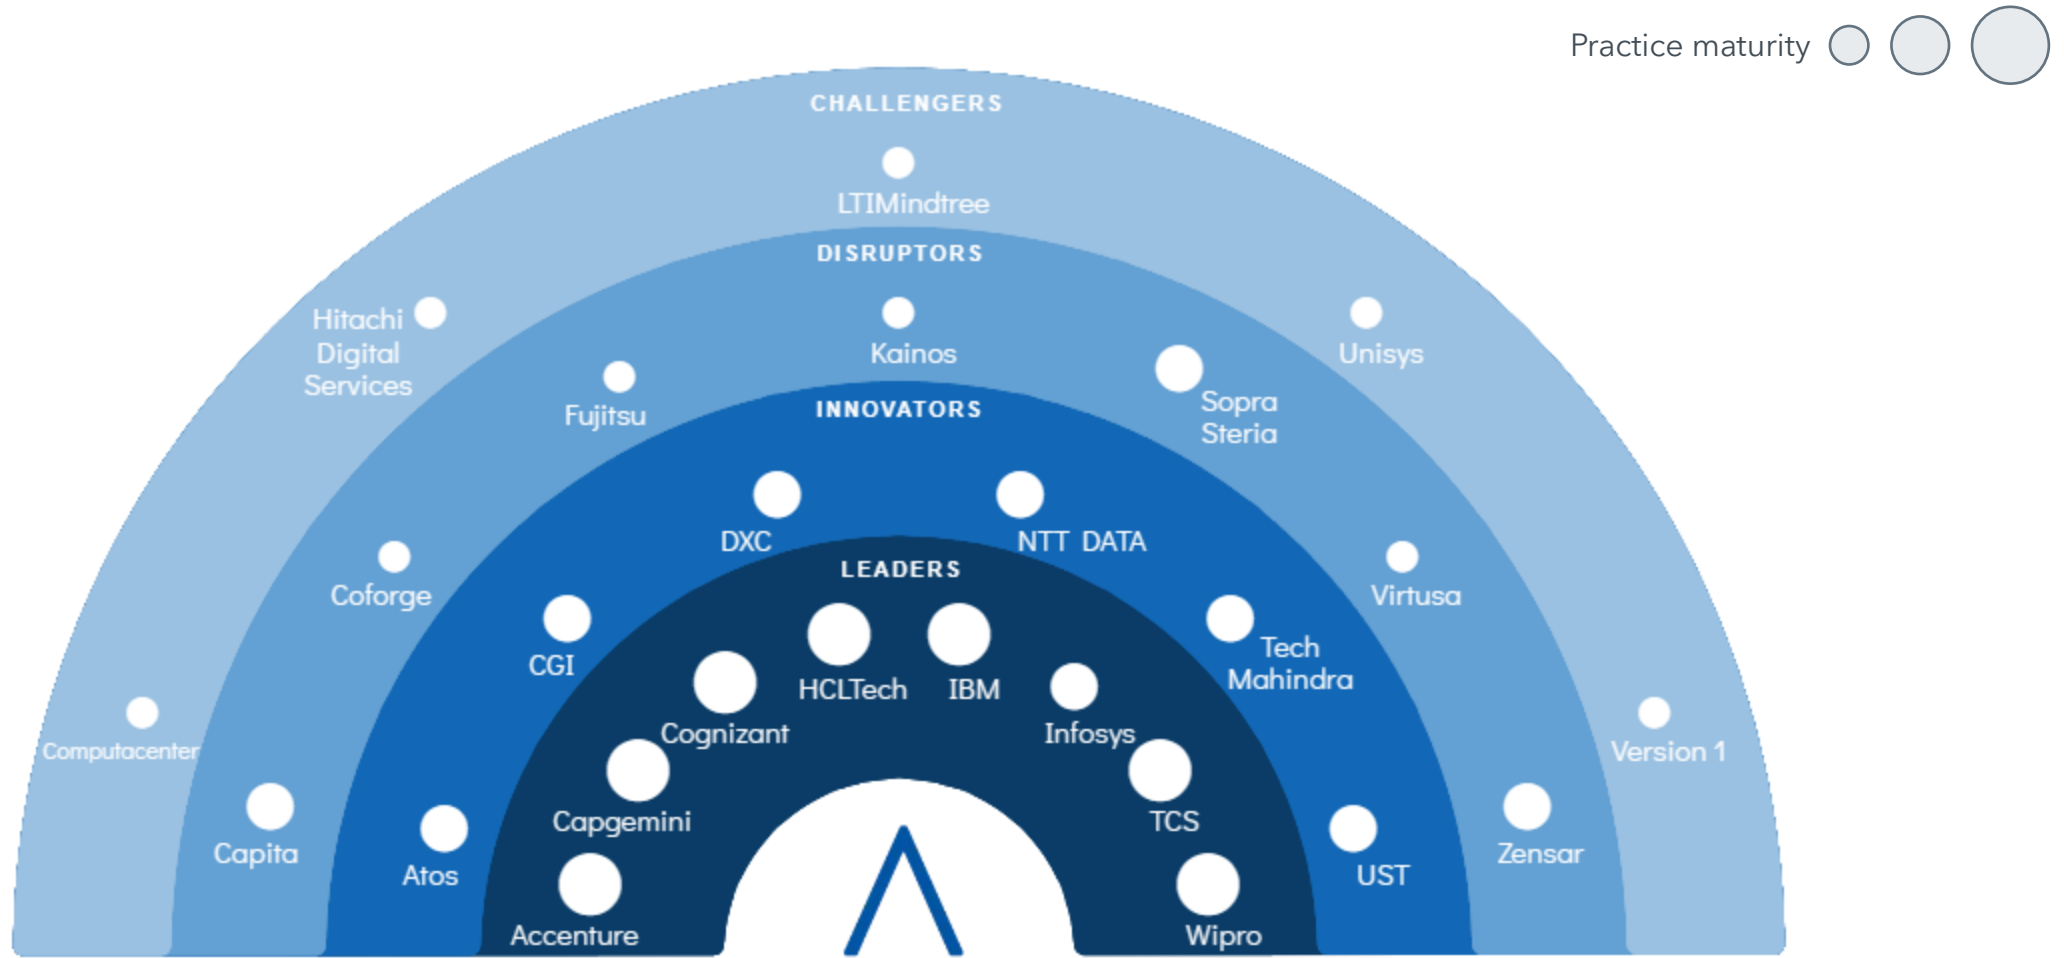 Practice maturity
CHALLENGERS
LTIMindtree
Hitachi
Digital
Services
Unisys
Computacenter
Version 1
DISRUPTORS
Kainos
Fujitsu
Sopra
Steria
Coforge
Virtusa
Capita
Zensar
INNOVATORS
DXC
NTT DATA
CGI
Tech
Mahindra
Atos
UST
LEADERS
HCLTech
IBM
Cognizant
Infosys
Capgemini
TCS
Accenture
Wipro